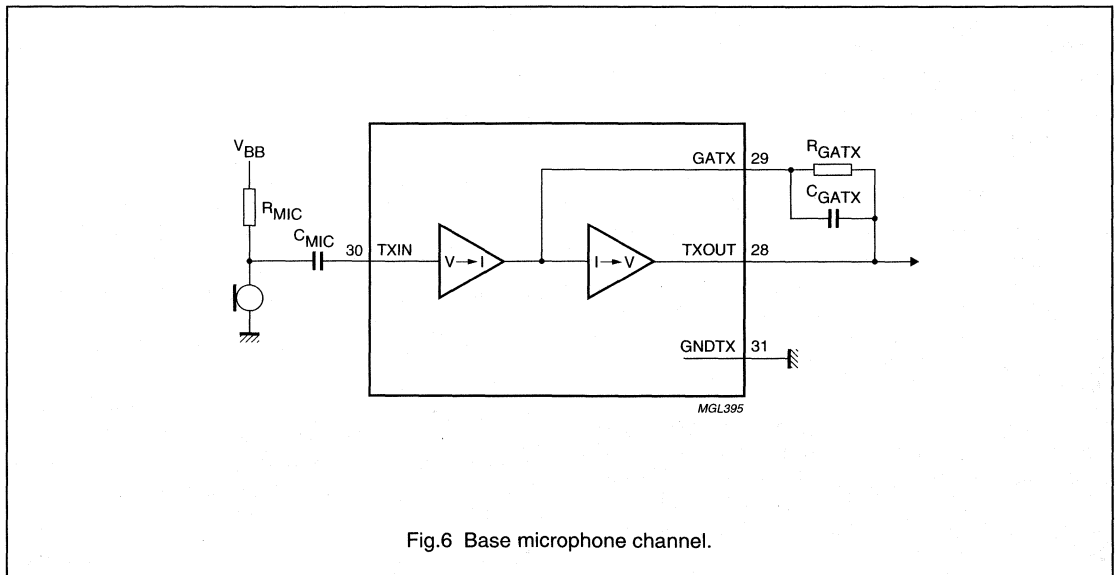 V_BB
R_MIC
C_MIC
30 TXIN
V→I
I→V
GATX 29
R_GATX
C_GATX
TXOUT 28
GNDTX 31
MGL395
Fig.6 Base microphone channel.